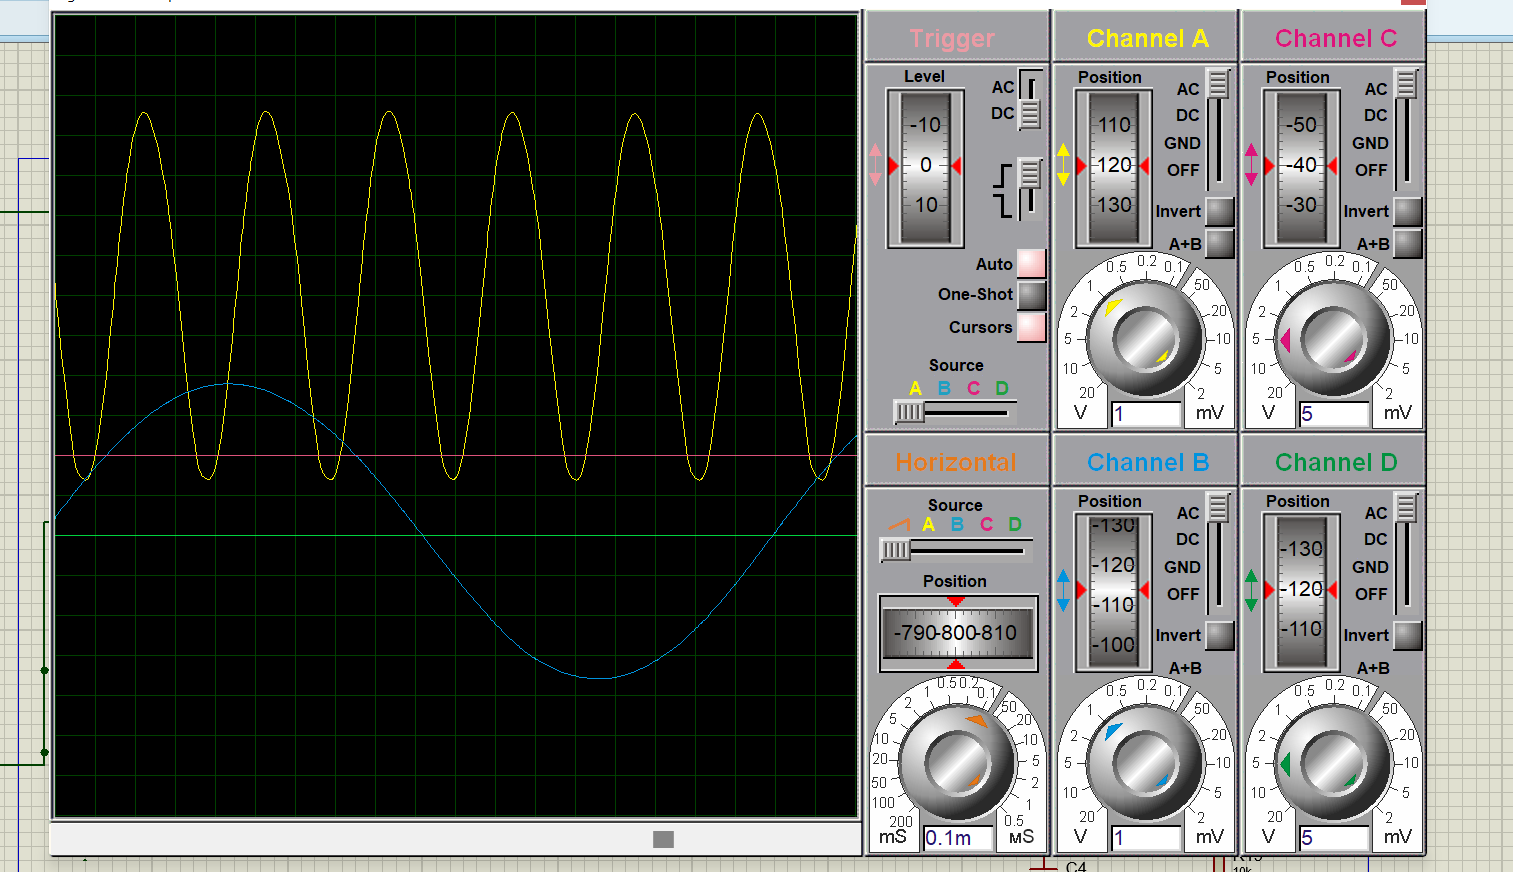 Trigger
Level
AC
DC
-10
0
10
Auto
One-Shot
Cursors
Source
A B C D
Channel A
Position
AC
DC
GND
OFF
110
120
130
Invert
A+B
0.5 0.2 0.1
1 50
2 20
5 10
10 5
20 2
V 1 mV
Channel C
Position
AC
DC
GND
OFF
-50
-40
-30
Invert
A+B
0.5 0.2 0.1
1 50
2 20
5 10
10 5
20 2
V 5 mV
Horizontal
Source
A B C D
Position
-790-800-810
1 0.5 0.2 0.1
2 50
5 20
10 10
20 5
50 2
100 1
200 0.5
mS 0.1m мS
Channel B
Position
AC
DC
GND
OFF
-130
-120
-110
-100
Invert
A+B
0.5 0.2 0.1
1 50
2 20
5 10
10 5
20 2
V 1 mV
Channel D
Position
AC
DC
GND
OFF
-130
-120
-110
Invert
A+B
0.5 0.2 0.1
1 50
2 20
5 10
10 5
20 2
V 5 mV
C4